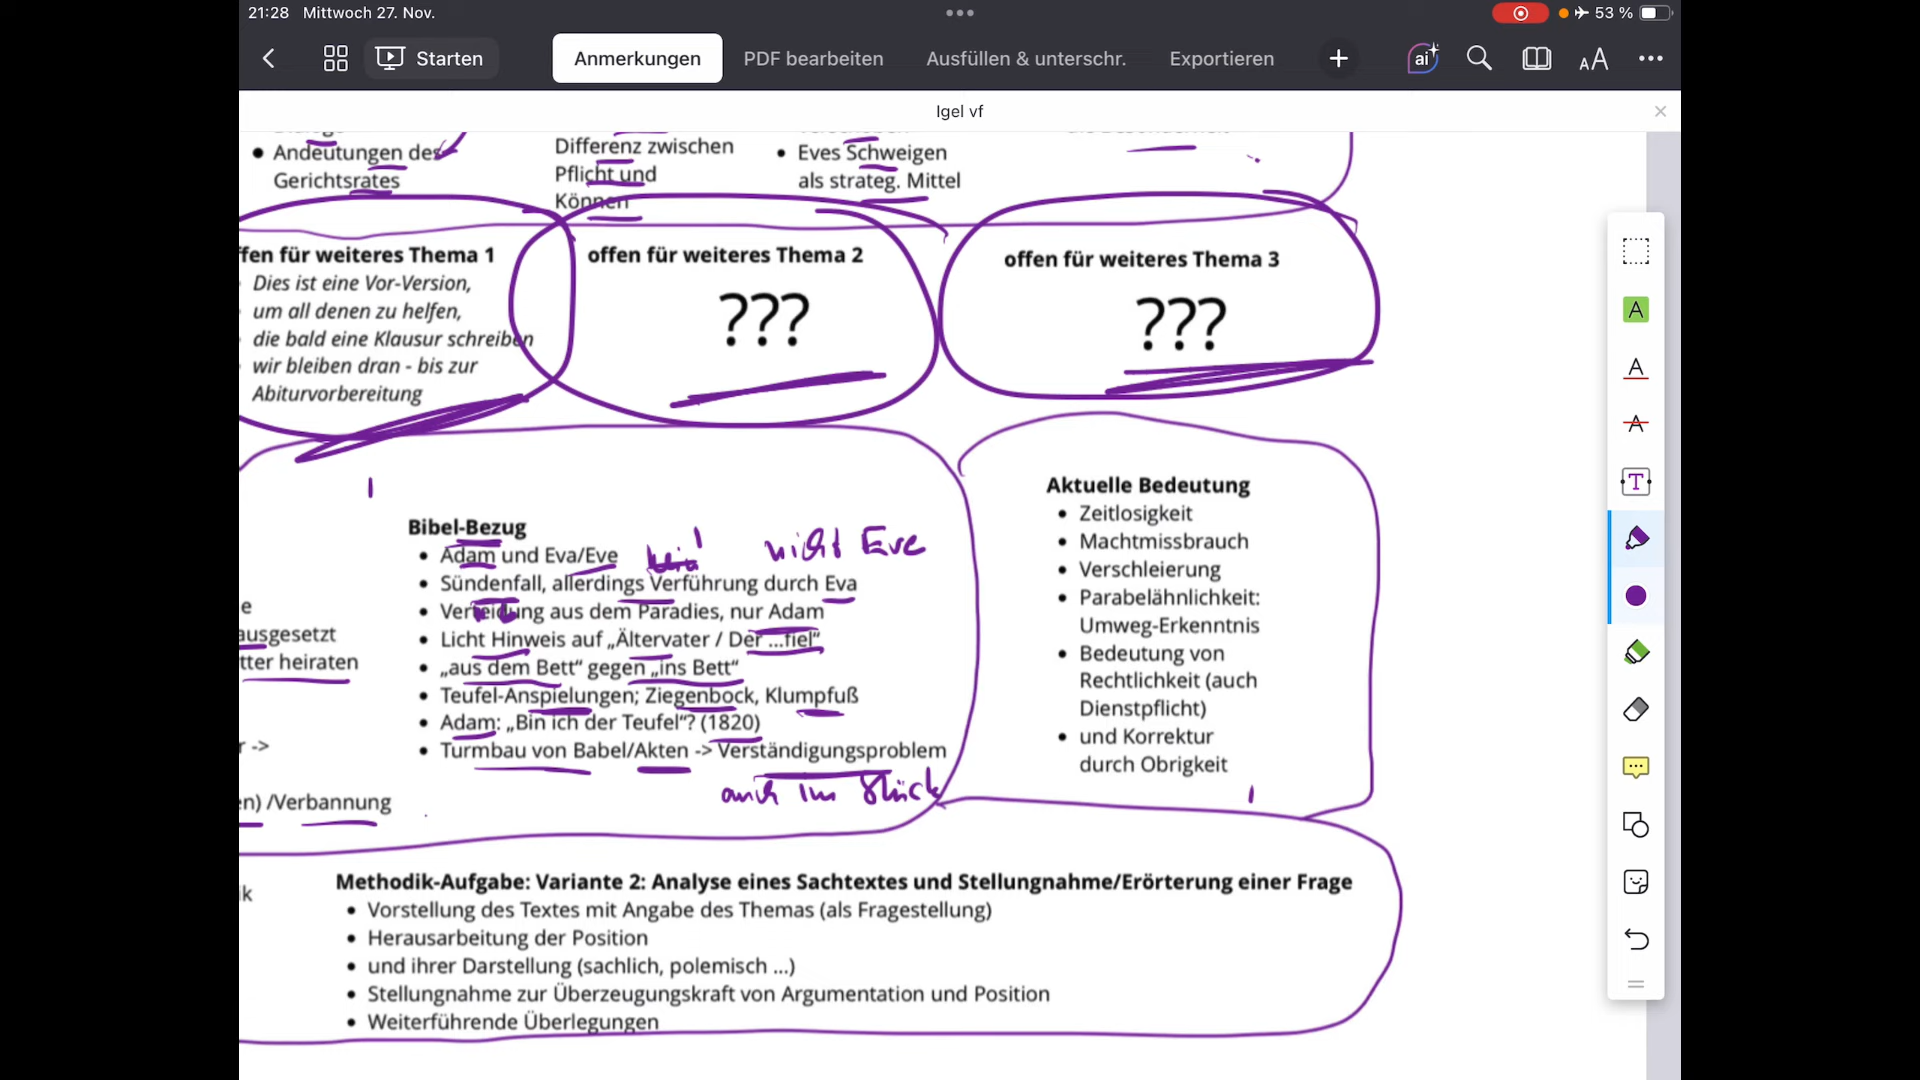 21:28 Mittwoch 27. Nov.
53 %
Starten
Anmerkungen
PDF bearbeiten
Ausfüllen & unterschr.
Exportieren
ai
AA
Igel vf
Andeutungen des
Gerichtsrates
Differenz zwischen
Pflicht und
Können
Eves Schweigen
als strateg. Mittel
ffen für weiteres Thema 1
Dies ist eine Vor-Version,
um all denen zu helfen,
die bald eine Klausur schreiben
wir bleiben dran - bis zur
Abiturvorbereitung
offen für weiteres Thema 2
???
offen für weiteres Thema 3
???
e
ausgesetzt
tter heiraten
r ->
en) /Verbannung
Bibel-Bezug
Adam und Eva/Eve
nicht Eve
Sündenfall, allerdings Verführung durch Eva
Verteidung aus dem Paradies, nur Adam
Licht Hinweis auf „Ältervater / Der ...fiel“
„aus dem Bett“ gegen „ins Bett“
Teufel-Anspielungen; Ziegenbock, Klumpfuß
Adam: „Bin ich der Teufel“? (1820)
Turmbau von Babel/Akten -> Verständigungsproblem
auch im Stück
Aktuelle Bedeutung
Zeitlosigkeit
Machtmissbrauch
Verschleierung
Parabelähnlichkeit:
Umweg-Erkenntnis
Bedeutung von
Rechtlichkeit (auch
Dienstpflicht)
und Korrektur
durch Obrigkeit
ik
Methodik-Aufgabe: Variante 2: Analyse eines Sachtextes und Stellungnahme/Erörterung einer Frage
Vorstellung des Textes mit Angabe des Themas (als Fragestellung)
Herausarbeitung der Position
und ihrer Darstellung (sachlich, polemisch ...)
Stellungnahme zur Überzeugungskraft von Argumentation und Position
Weiterführende Überlegungen